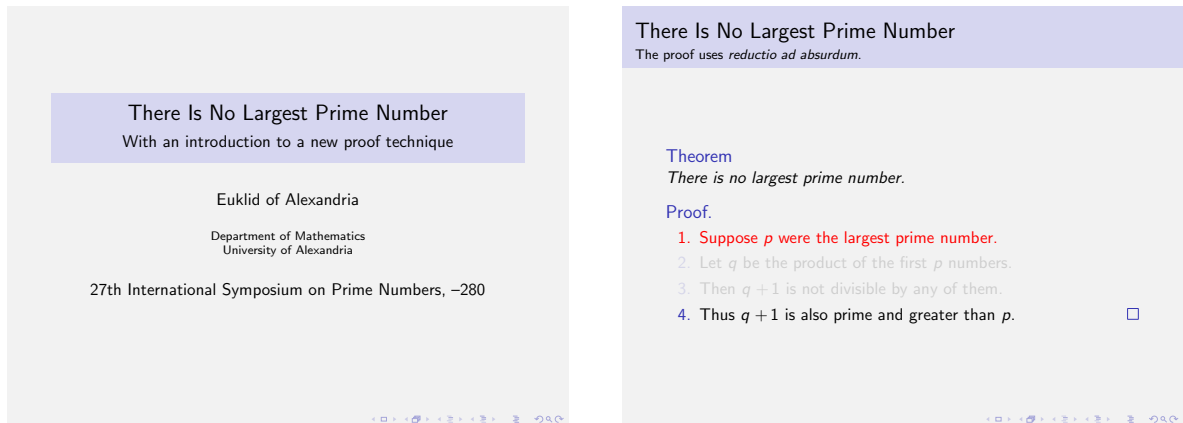 There Is No Largest Prime Number
With an introduction to a new proof technique
Euklid of Alexandria
Department of Mathematics
University of Alexandria
27th International Symposium on Prime Numbers, –280
There Is No Largest Prime Number
The proof uses reductio ad absurdum.
Theorem
There is no largest prime number.
Proof.
1. Suppose p were the largest prime number.
2. Let q be the product of the first p numbers.
3. Then q + 1 is not divisible by any of them.
4. Thus q + 1 is also prime and greater than p.